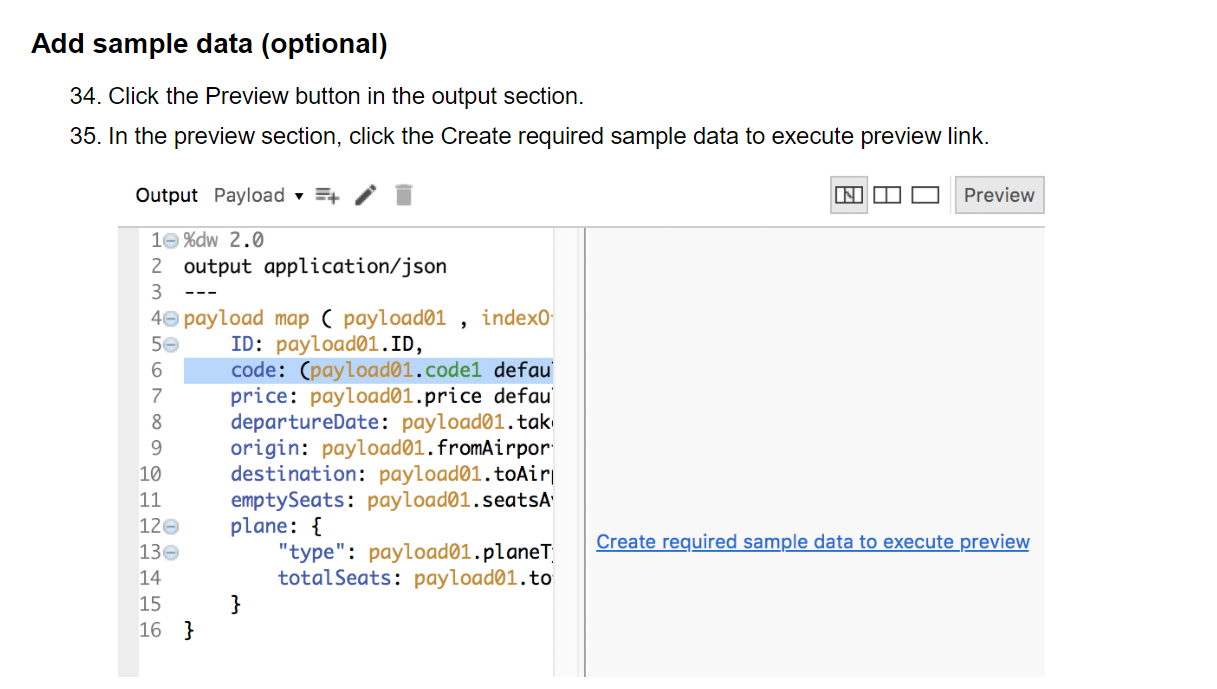 Add sample data (optional)
34. Click the Preview button in the output section.
35. In the preview section, click the Create required sample data to execute preview link.
Output Payload Preview
1 %dw 2.0
2 output application/json
3 ---
4 payload map ( payload01 , indexO
5 ID: payload01.ID,
6 code: (payload01.code1 defau
7 price: payload01.price defau
8 departureDate: payload01.tak
9 origin: payload01.fromAirpor
10 destination: payload01.toAir
11 emptySeats: payload01.seatsA
12 plane: {
13 "type": payload01.planeT
14 totalSeats: payload01.to
15 }
16 }
Create required sample data to execute preview